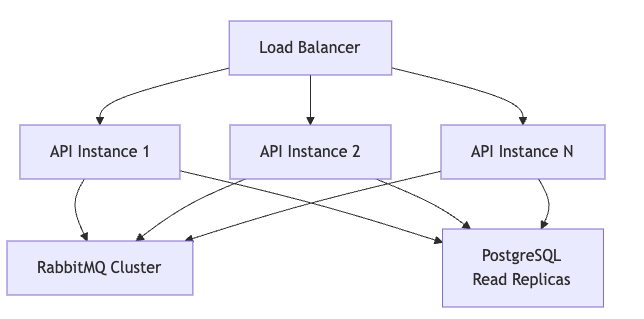 Load Balancer
API Instance 1
API Instance 2
API Instance N
RabbitMQ Cluster
PostgreSQL
Read Replicas